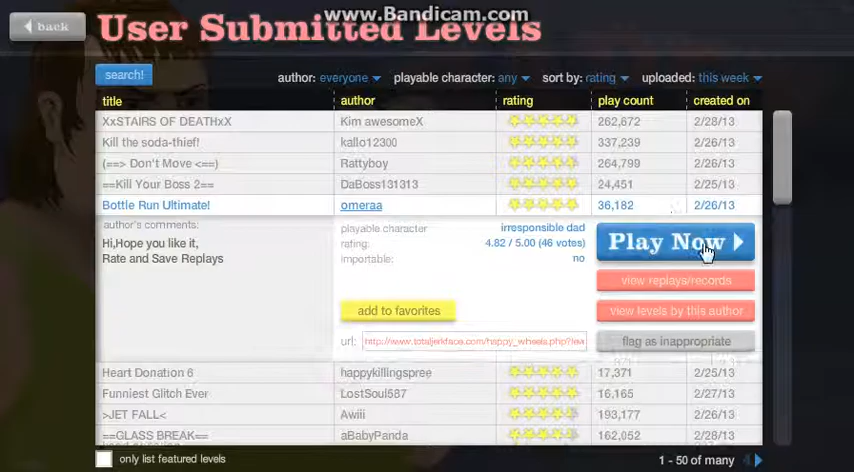 www.Bandicam.com
back
User Submitted Levels
search!
author: everyone playable character: any sort by: rating uploaded: this week
title author rating play count created on
XxSTAIRS OF DEATHxX Kim awesomeX 262,672 2/28/13
Kill the soda-thief! kallo12300 337,239 2/26/13
(==> Don't Move <==) Rattyboy 264,799 2/26/13
==Kill Your Boss 2== DaBoss131313 24,451 2/25/13
Bottle Run Ultimate! omeraa 36,182 2/26/13
author's comments:
Hi,Hope you like it,
Rate and Save Replays
playable character irresponsible dad
rating: 4.82 / 5.00 (46 votes)
importable: no
add to favorites
url: http://www.totaljerkface.com/happy_wheels.php?lev
Play Now
view replays/records
view levels by this author
flag as inappropriate
Heart Donation 6 happykillingspree 17,371 2/25/13
Funniest Glitch Ever LostSoul587 16,165 2/27/13
>JET FALL< Awiii 193,177 2/26/13
==GLASS BREAK== aBabyPanda 162,052 2/28/13
only list featured levels
1 - 50 of many